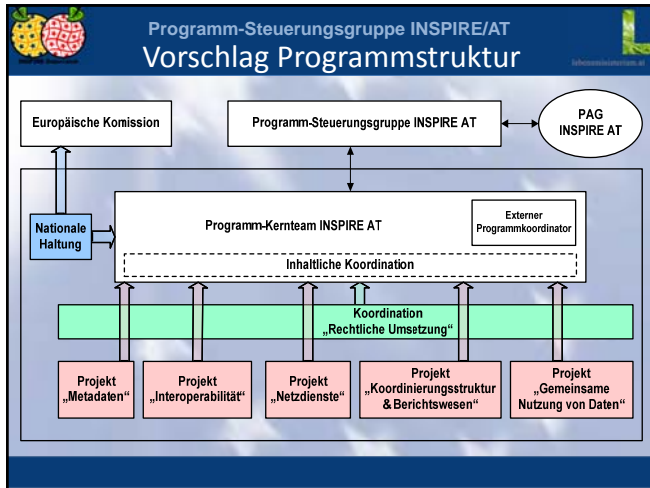 Programm-Steuerungsgruppe INSPIRE/AT
Vorschlag Programmstruktur
lebensministerium.at
Europäische Komission
Programm-Steuerungsgruppe INSPIRE AT
PAG
INSPIRE AT
Nationale
Haltung
Programm-Kernteam INSPIRE AT
Externer
Programmkoordinator
Inhaltliche Koordination
Koordination
„Rechtliche Umsetzung“
Projekt
„Metadaten“
Projekt
„Interoperabilität“
Projekt
„Netzdienste“
Projekt
„Koordinierungsstruktur
& Berichtswesen“
Projekt
„Gemeinsame
Nutzung von Daten“